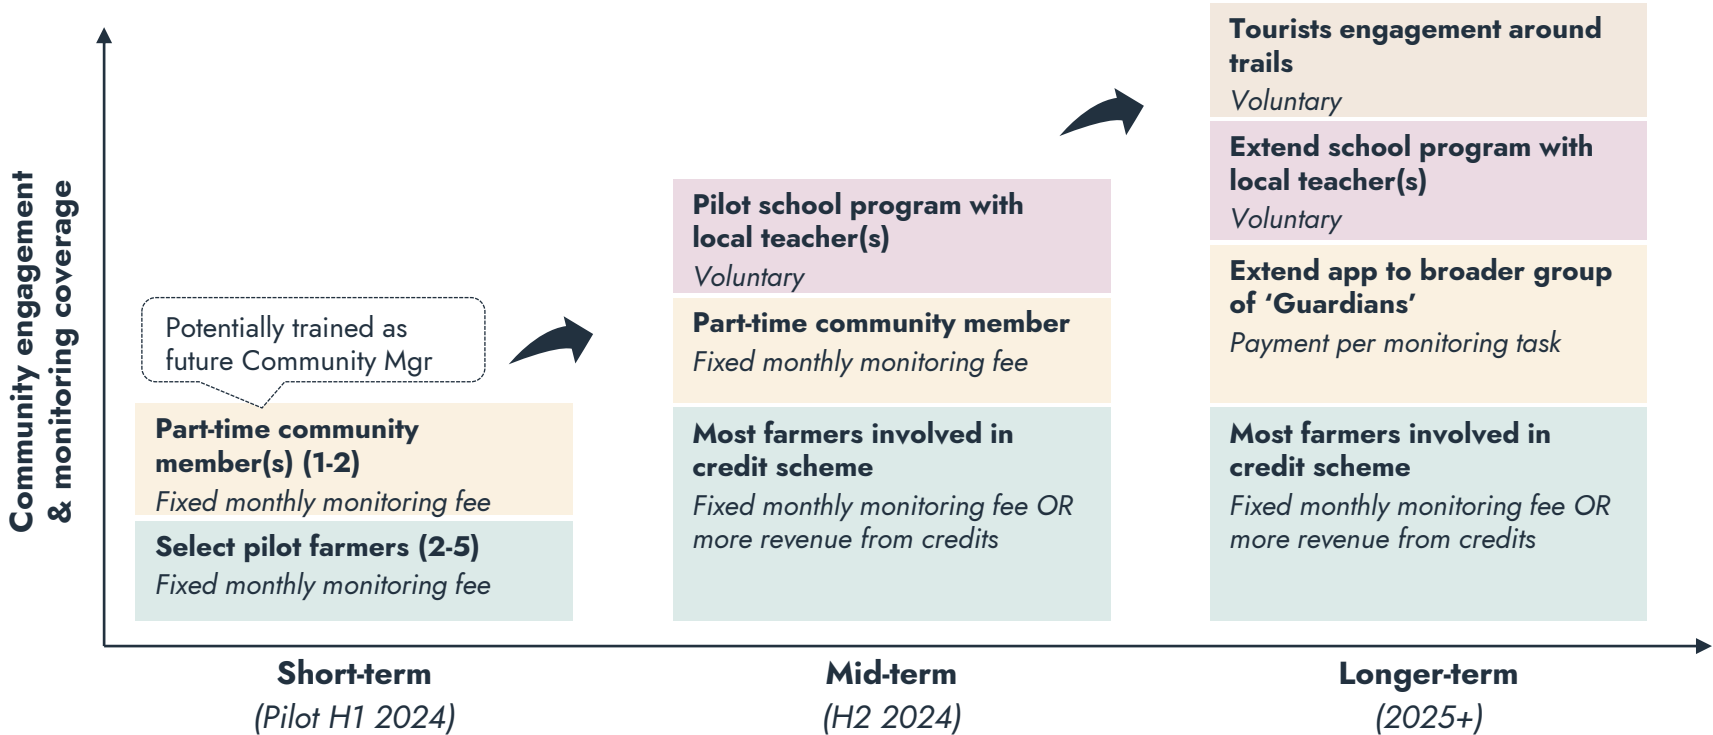 Community engagement
& monitoring coverage
Potentially trained as
future Community Mgr
Part-time community
member(s) (1-2)
Fixed monthly monitoring fee
Select pilot farmers (2-5)
Fixed monthly monitoring fee
Short-term
(Pilot H1 2024)
Pilot school program with
local teacher(s)
Voluntary
Part-time community member
Fixed monthly monitoring fee
Most farmers involved in
credit scheme
Fixed monthly monitoring fee OR
more revenue from credits
Mid-term
(H2 2024)
Tourists engagement around
trails
Voluntary
Extend school program with
local teacher(s)
Voluntary
Extend app to broader group
of ‘Guardians’
Payment per monitoring task
Most farmers involved in
credit scheme
Fixed monthly monitoring fee OR
more revenue from credits
Longer-term
(2025+)